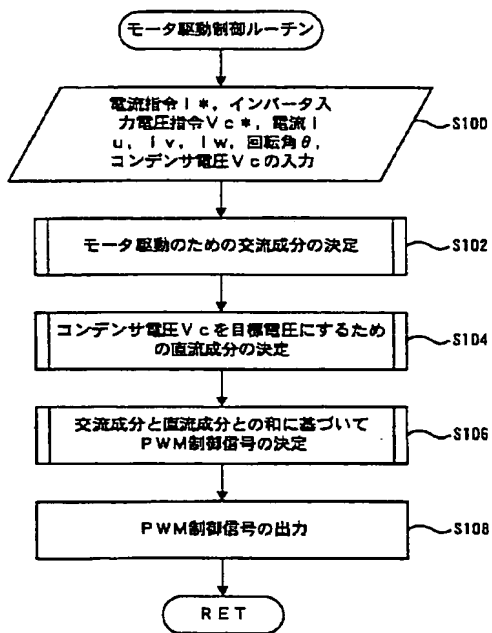 モータ駆動制御ルーチン
電流指令I*，インバータ入
力電圧指令Vc*，電流I
u，Iv，Iw，回転角θ，
コンデンサ電圧Vcの入力
S100
モータ駆動のための交流成分の決定
S102
コンデンサ電圧Vcを目標電圧にするため
の直流成分の決定
S104
交流成分と直流成分との和に基づいて
PWM制御信号の決定
S106
PWM制御信号の出力
S108
RET